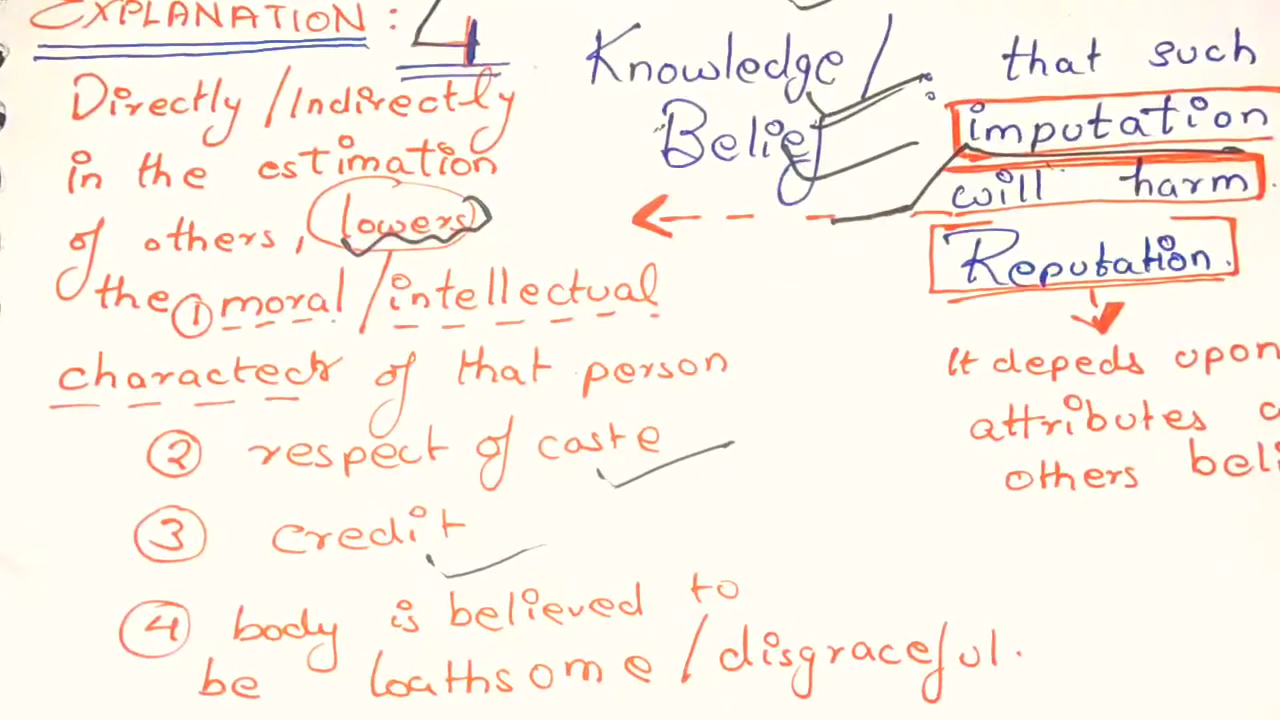 EXPLANATION : 4
Directly / Indirectly
in the estimation
of others, lowers
the ① moral / intellectual
character of that person
② respect of caste
③ credit
④ body is believed to
be loathsome / disgraceful.
Knowledge /
Belief
that such
imputation
will harm
Reputation.
It depeds upon
attributes
others